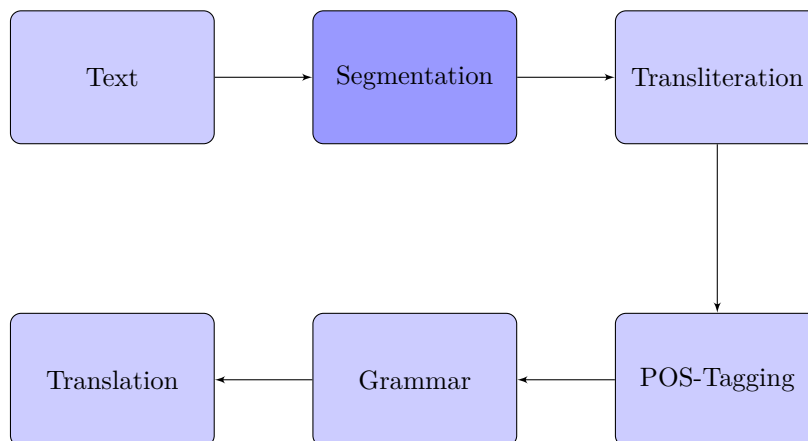 Text
Segmentation
Transliteration
POS-Tagging
Grammar
Translation